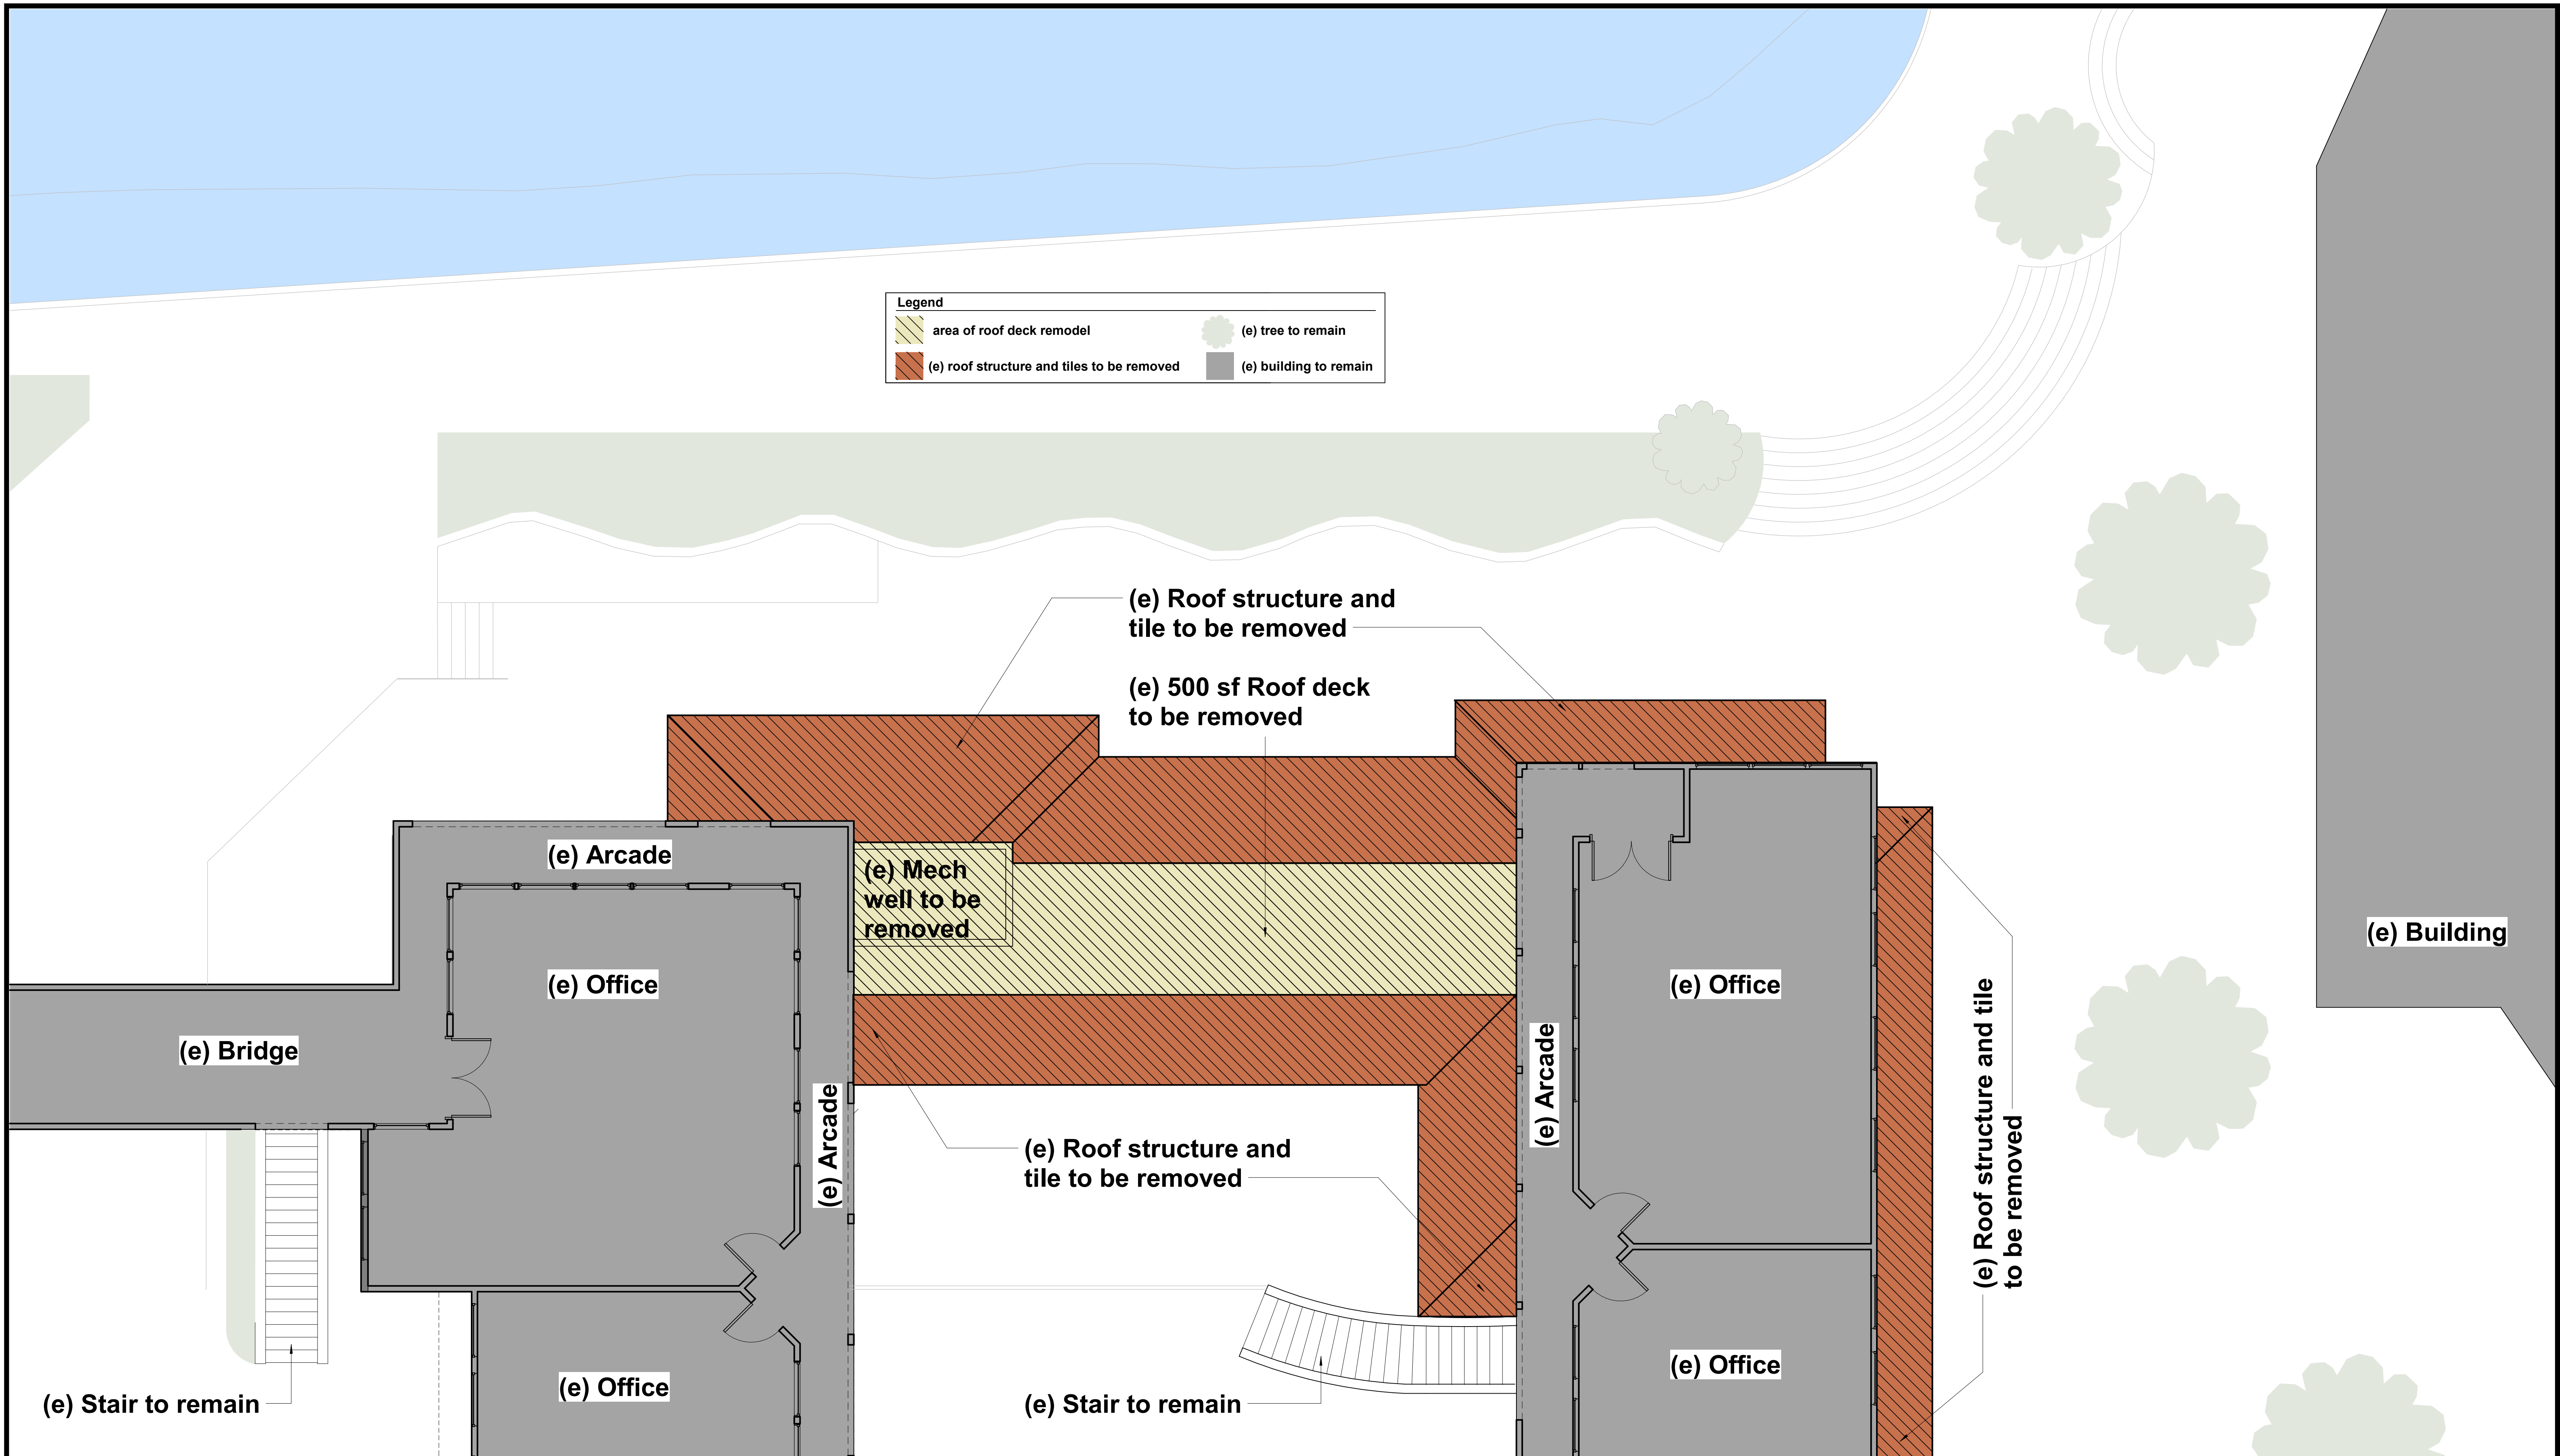 Legend
area of roof deck remodel
(e) tree to remain
(e) roof structure and tiles to be removed
(e) building to remain
(e) Roof structure and
tile to be removed
(e) 500 sf Roof deck
to be removed
(e) Arcade
(e) Mech
well to be
removed
(e) Building
(e) Office
(e) Office
(e) Bridge
(e) Arcade
(e) Arcade
(e) Roof structure and tile
to be removed
(e) Roof structure and
tile to be removed
(e) Office
(e) Office
(e) Stair to remain
(e) Stair to remain